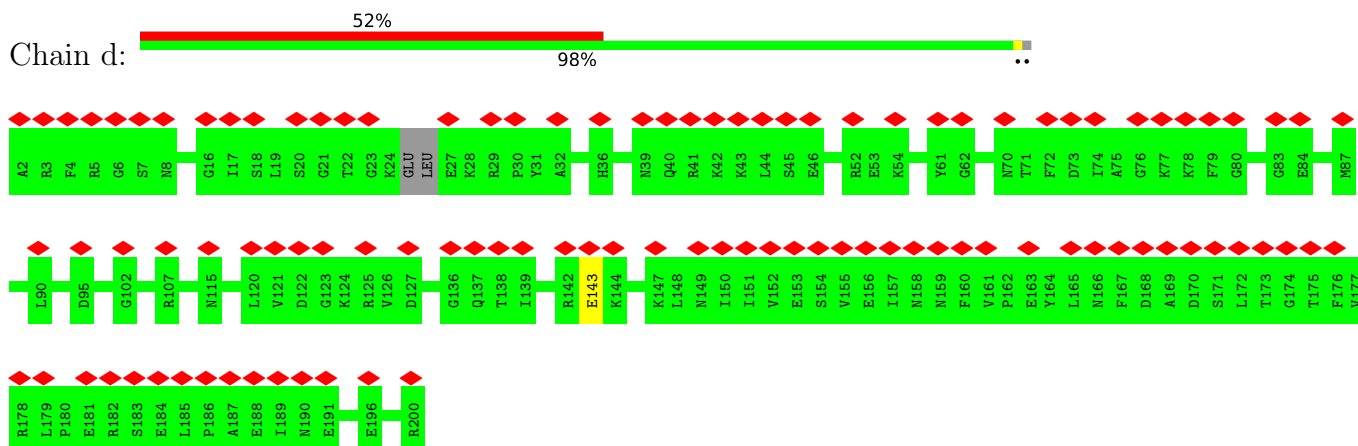 52%
Chain d:
98%
••
A2 R3 F4 R5 G6 S7 N8 G16 I17 S18 L19 S20 G21 T22 G23 K24 GLU LEU E27 K28 R29 P30 Y31 A32 H36 N39 Q40 R41 K42 K43 L44 S45 E46 R52 E53 K54 Y61 G62 N70 T71 F72 D73 I74 A75 G76 K77 K78 F79 G80 G83 E84 M87
L90 D95 G102 R107 N115 L120 V121 D122 G123 K124 R125 V126 D127 G136 Q137 T138 I139 R142 E143 K144 K147 L148 N149 I150 I151 V152 E153 S154 V155 E156 I157 N158 N159 F160 V161 P162 E163 Y164 L165 N166 F167 D168 A169 D170 S171 L172 T173 G174 T175 F176 V177
R178 L179 P180 E181 R182 S183 E184 L185 P186 A187 E188 I189 N190 E191 E196 R200